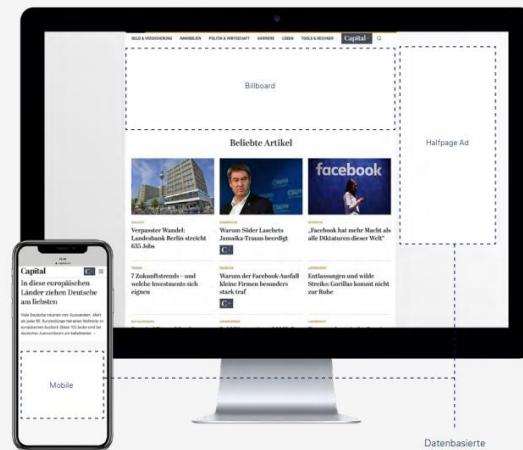 GELD & VERSICHERUNG IMMOBILIEN POLITIK & WIRTSCHAFT KARRIERE LEBEN TOOLS & RECHNER Capital+
Billboard
Halfpage Ad
Beliebte Artikel
facebook
Verpasster Wandel:
Landesbank Berlin streicht
635 Jobs
Warum Söder Laschets
Jamaika-Traum beerdigt
„Facebook hat mehr Macht als
alle Diktaturen dieser Welt“
7 Zukunftstrends – und
welche Investments sich
eignen
Warum der Facebook-Ausfall
kleine Firmen besonders
stark traf
Entlassungen und wilde
Streiks: Gorillas kommt nicht
zur Ruhe
Capital
In diese europäischen
Länder ziehen Deutsche
am liebsten
Mobile
Datenbasierte